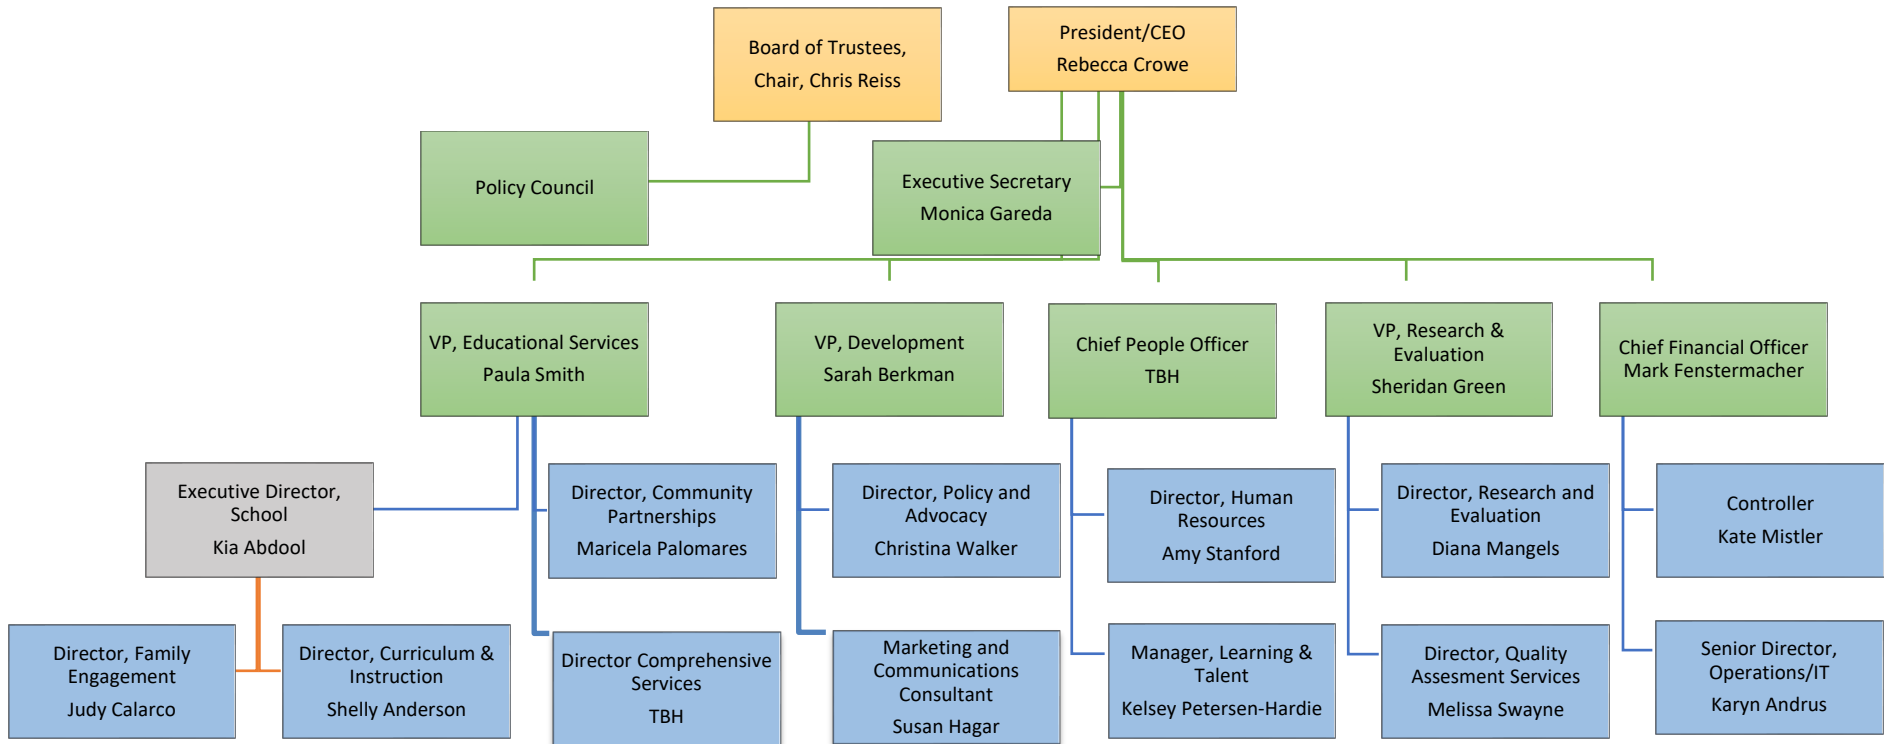 Board of Trustees,
Chair, Chris Reiss
President/CEO
Rebecca Crowe
Policy Council
Executive Secretary
Monica Gareda
VP, Educational Services
Paula Smith
VP, Development
Sarah Berkman
Chief People Officer
TBH
VP, Research &
Evaluation
Sheridan Green
Chief Financial Officer
Mark Fenstermacher
Executive Director,
School
Kia Abdool
Director, Community
Partnerships
Maricela Palomares
Director, Policy and
Advocacy
Christina Walker
Director, Human
Resources
Amy Stanford
Director, Research and
Evaluation
Diana Mangels
Controller
Kate Mistler
Director, Family
Engagement
Judy Calarco
Director, Curriculum &
Instruction
Shelly Anderson
Director Comprehensive
Services
TBH
Marketing and
Communications
Consultant
Susan Hagar
Manager, Learning &
Talent
Kelsey Petersen-Hardie
Director, Quality
Assesment Services
Melissa Swayne
Senior Director,
Operations/IT
Karyn Andrus